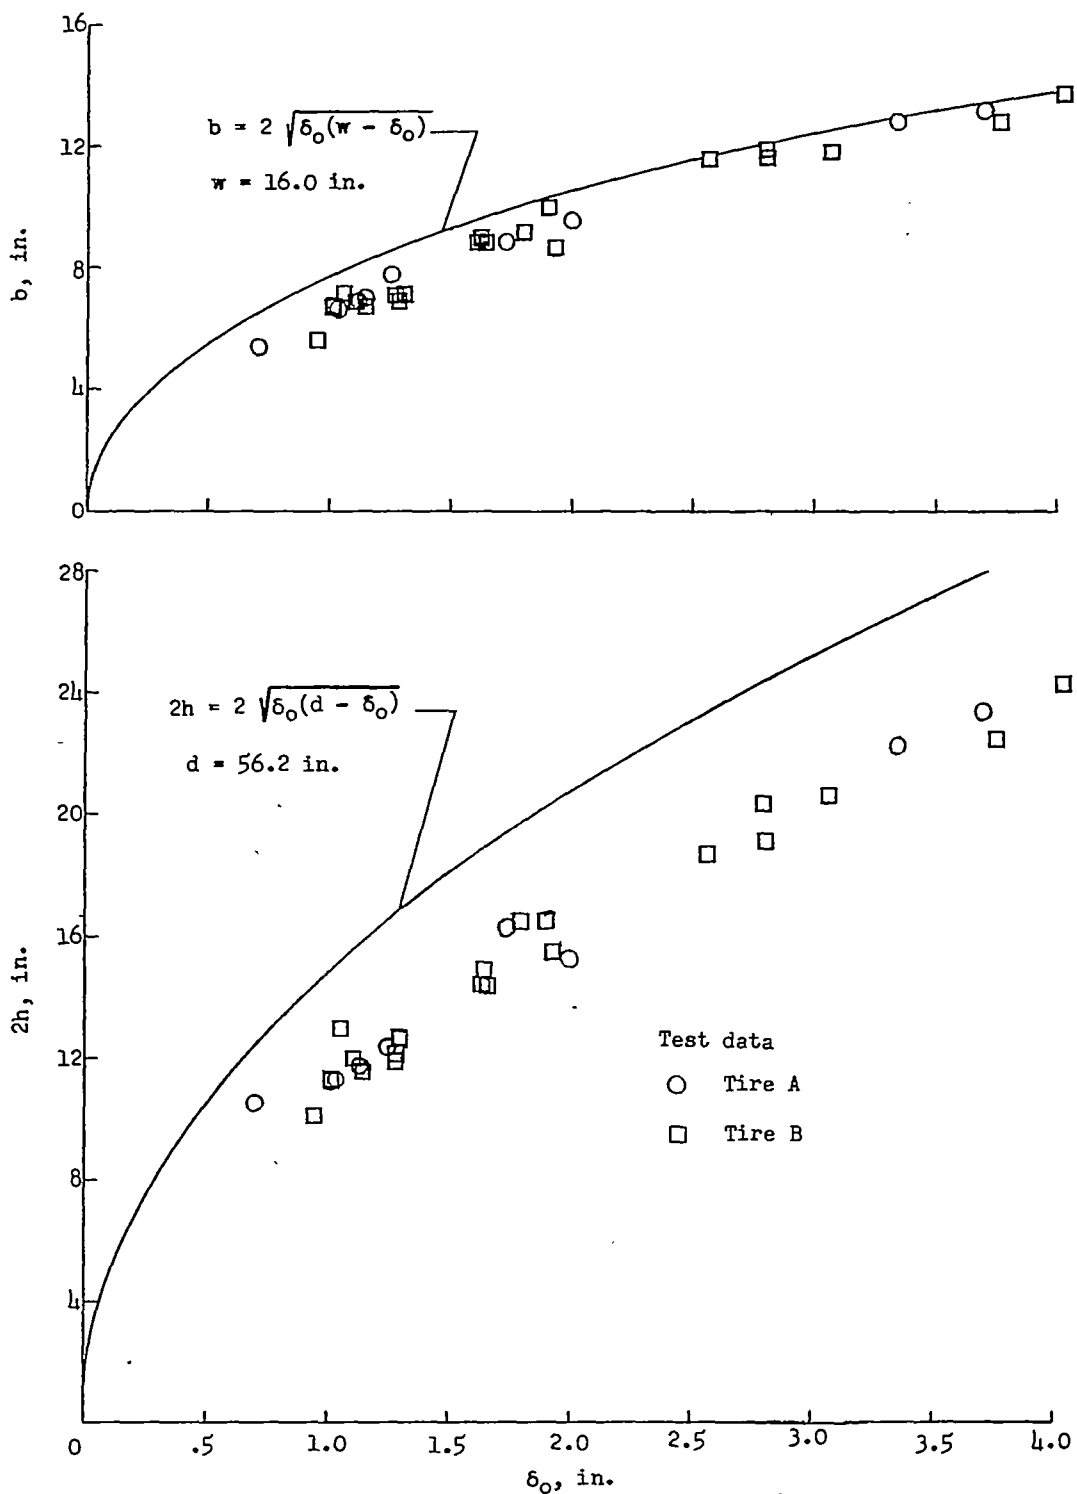 16
12
8
4
0
b, in.
b = 2 √δo(w - δo)
w = 16.0 in.
28
24
20
16
12
8
4
2h, in.
2h = 2 √δo(d - δo)
d = 56.2 in.
Test data
Tire A
Tire B
0 .5 1.0 1.5 2.0 2.5 3.0 3.5 4.0
δo, in.